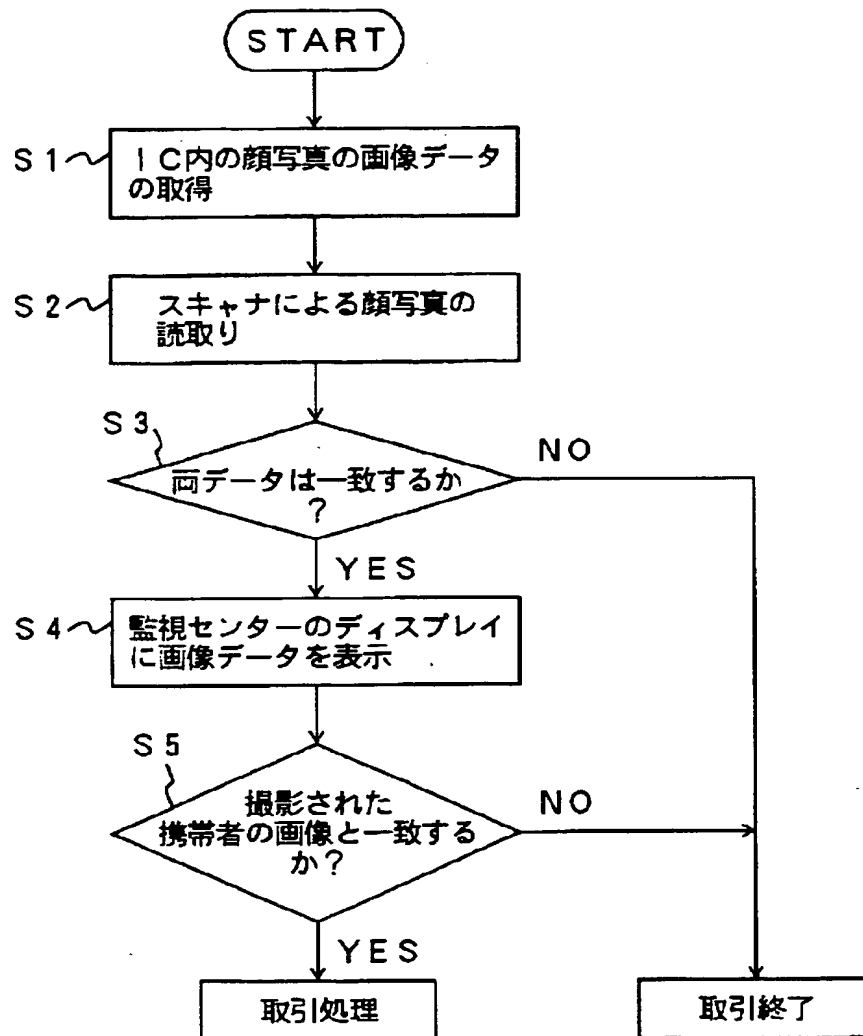 START
S1
IC内の顔写真の画像データ
の取得
S2
スキャナによる顔写真の
読取り
S3
両データは一致するか
?
NO
YES
S4
監視センターのディスプレイ
に画像データを表示
S5
撮影された
携帯者の画像と一致する
か?
NO
YES
取引処理
取引終了